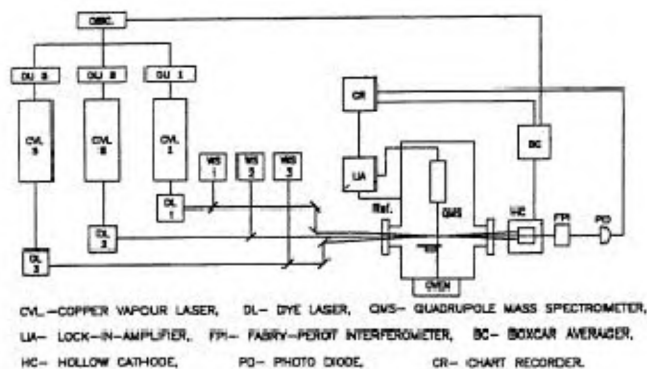 OSC.
DU 3 DU 2 DU 1
CR
CVL 3 CVL 2 CVL 1
BC
WS 1 WS 2 WS 3
LIA
DL 1
Ref.
QMS
HC
FPI
PD
DL 2
DL 3
OVEN
CVL-COPPER VAPOUR LASER, DL- DYE LASER, QMS- QUADRUPOLE MASS SPECTROMETER,
LIA- LOCK-IN-AMPLIFIER, FPI- FABRY-PEROT INTERFEROMETER, BC- BOXCAR AVERAGER,
HC- HOLLOW CATHODE, PD- PHOTO DIODE, CR- CHART RECORDER.